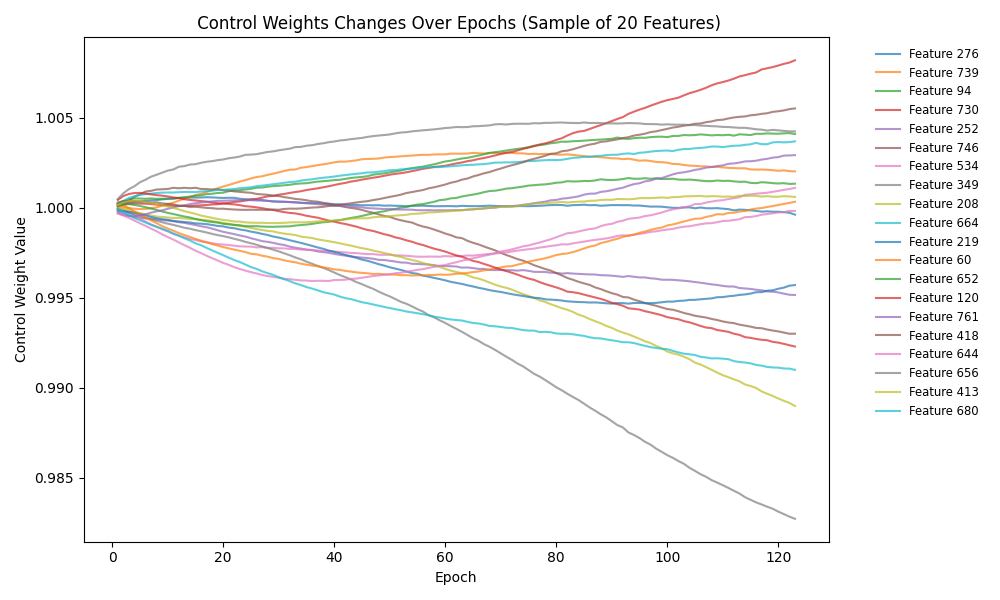 Control Weights Changes Over Epochs (Sample of 20 Features)
Control Weight Value
1.005
1.000
0.995
0.990
0.985
0
20
40
60
80
100
120
Epoch
Feature 276
Feature 739
Feature 94
Feature 730
Feature 252
Feature 746
Feature 534
Feature 349
Feature 208
Feature 664
Feature 219
Feature 60
Feature 652
Feature 120
Feature 761
Feature 418
Feature 644
Feature 656
Feature 413
Feature 680